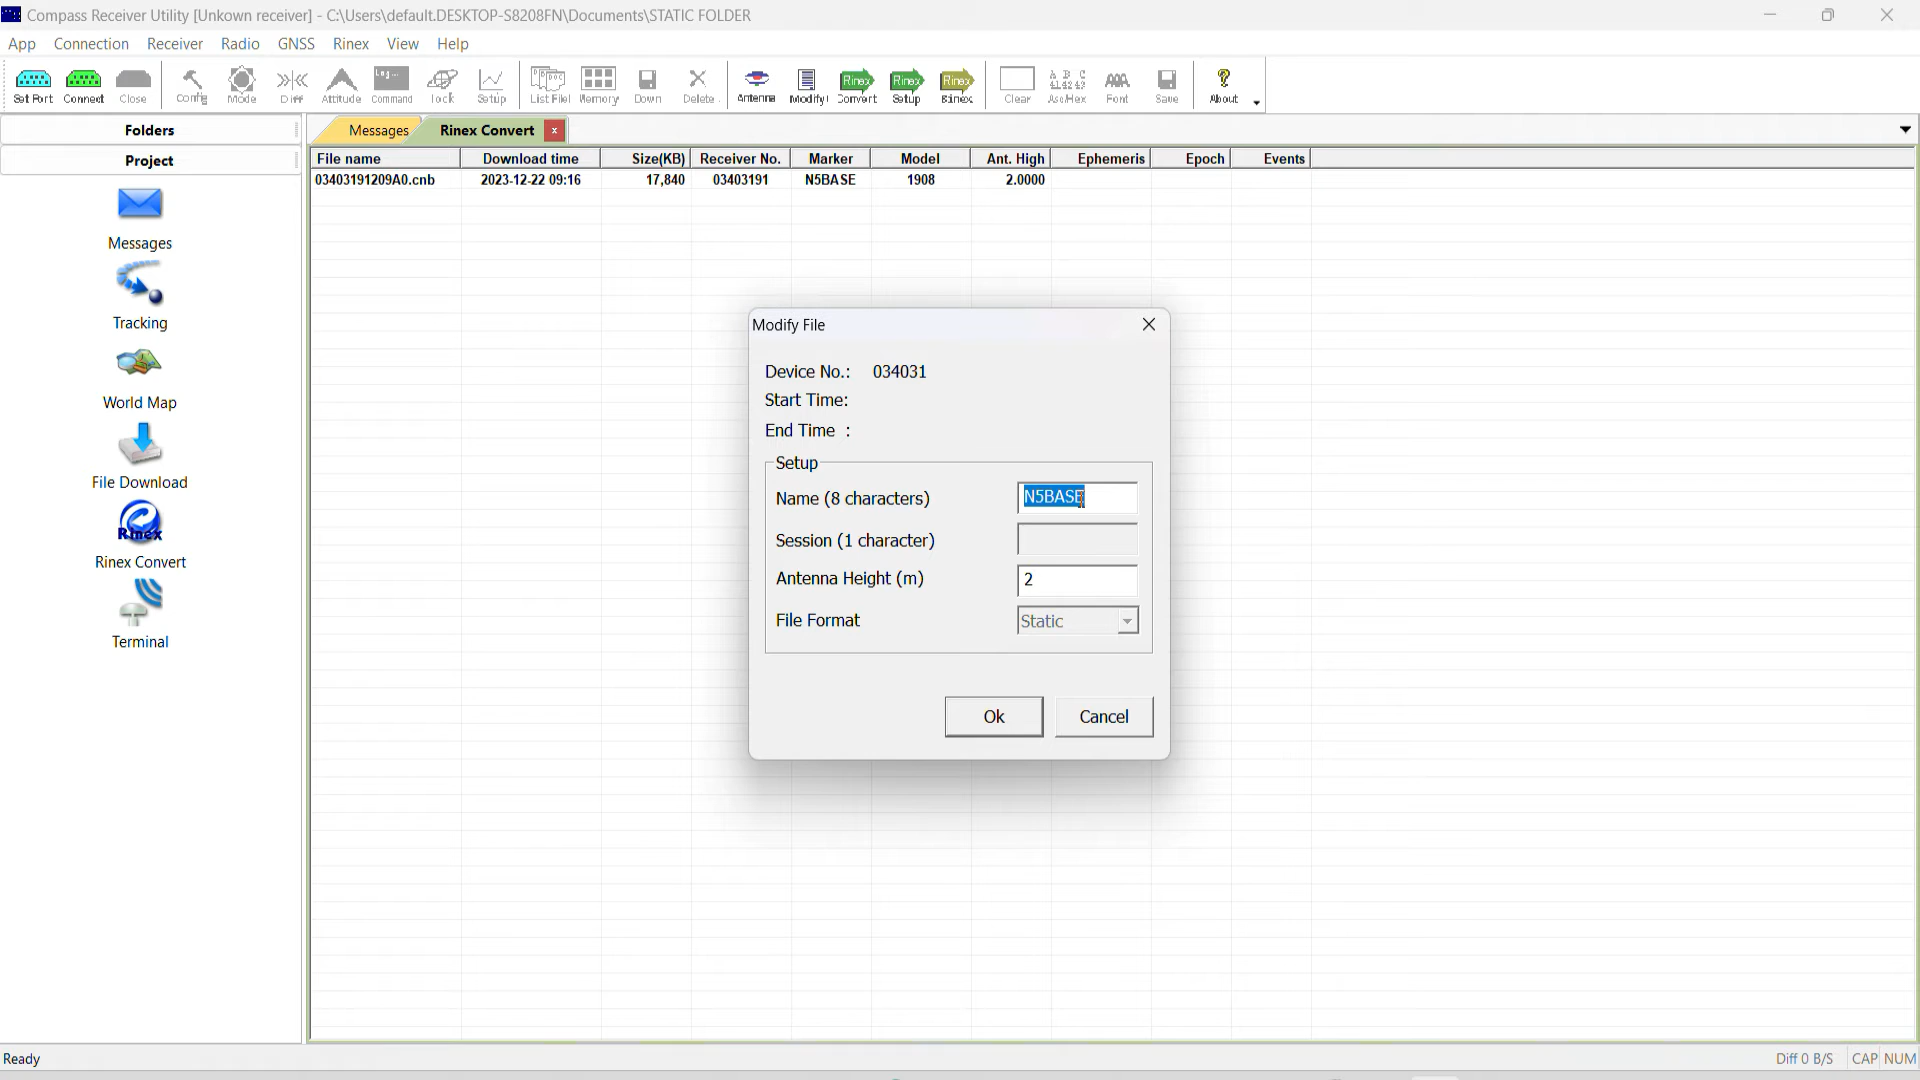 Compass Receiver Utility [Unkown receiver] - C:\Users\default.DESKTOP-S8208FN\Documents\STATIC FOLDER
App Connection Receiver Radio GNSS Rinex View Help
Log...
Rinex Rinex Rinex
Set Port Connect Close Config Mode Diff Attitude Command Lock Setup List File Memory Down Delete Antenna Modify Convert Setup Binex Clear Asc/Hex Font Save About
Folders
Project
Messages
Tracking
World Map
File Download
Rinex
Rinex Convert
Terminal
Messages Rinex Convert x
File name Download time Size(KB) Receiver No. Marker Model Ant. High Ephemeris Epoch Events
03403191209A0.cnb 2023-12-22 09:16 17,840 03403191 N5BASE 1908 2.0000
Modify File
Device No.: 034031
Start Time:
End Time :
Setup
Name (8 characters) N5BASE
Session (1 character)
Antenna Height (m) 2
File Format Static
Ok Cancel
Ready Diff 0 B/S CAP NUM